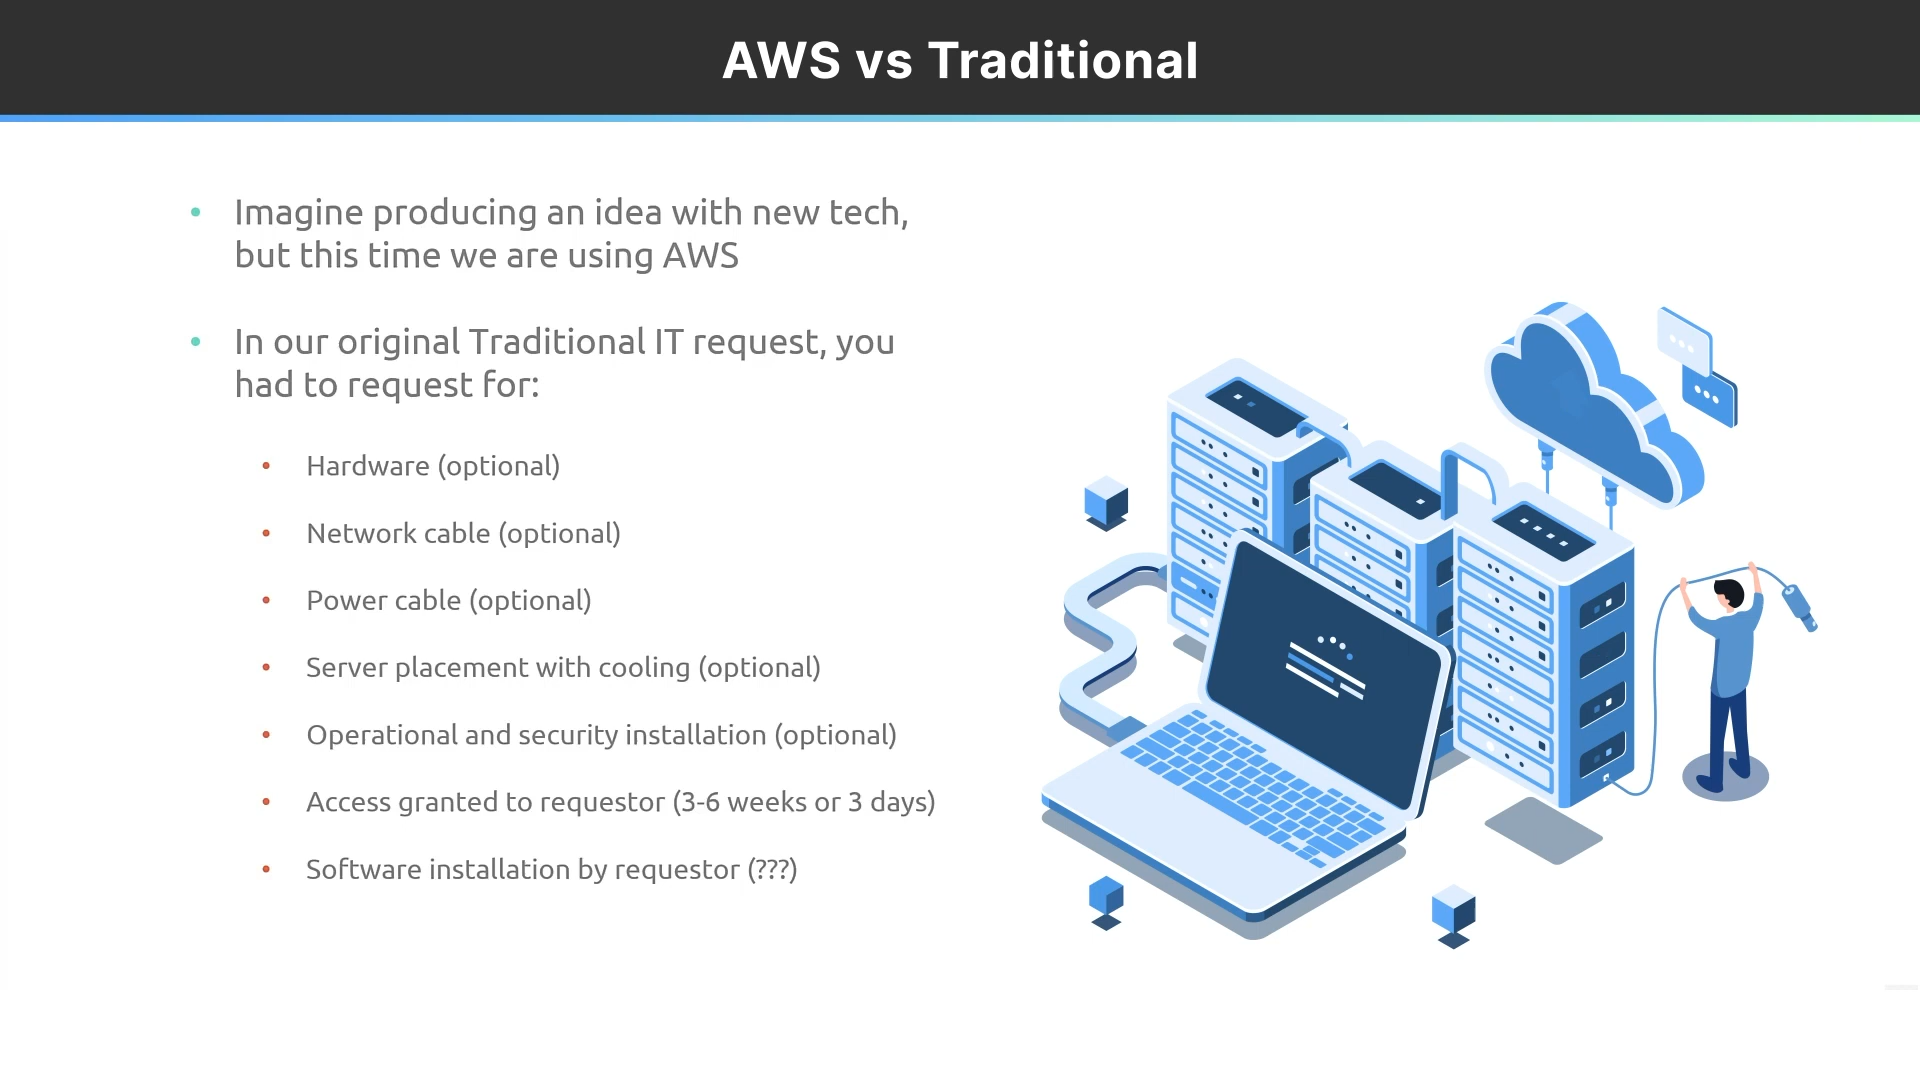 AWS vs Traditional
Imagine producing an idea with new tech,
but this time we are using AWS
In our original Traditional IT request, you
had to request for:
Hardware (optional)
Network cable (optional)
Power cable (optional)
Server placement with cooling (optional)
Operational and security installation (optional)
Access granted to requestor (3-6 weeks or 3 days)
Software installation by requestor (???)